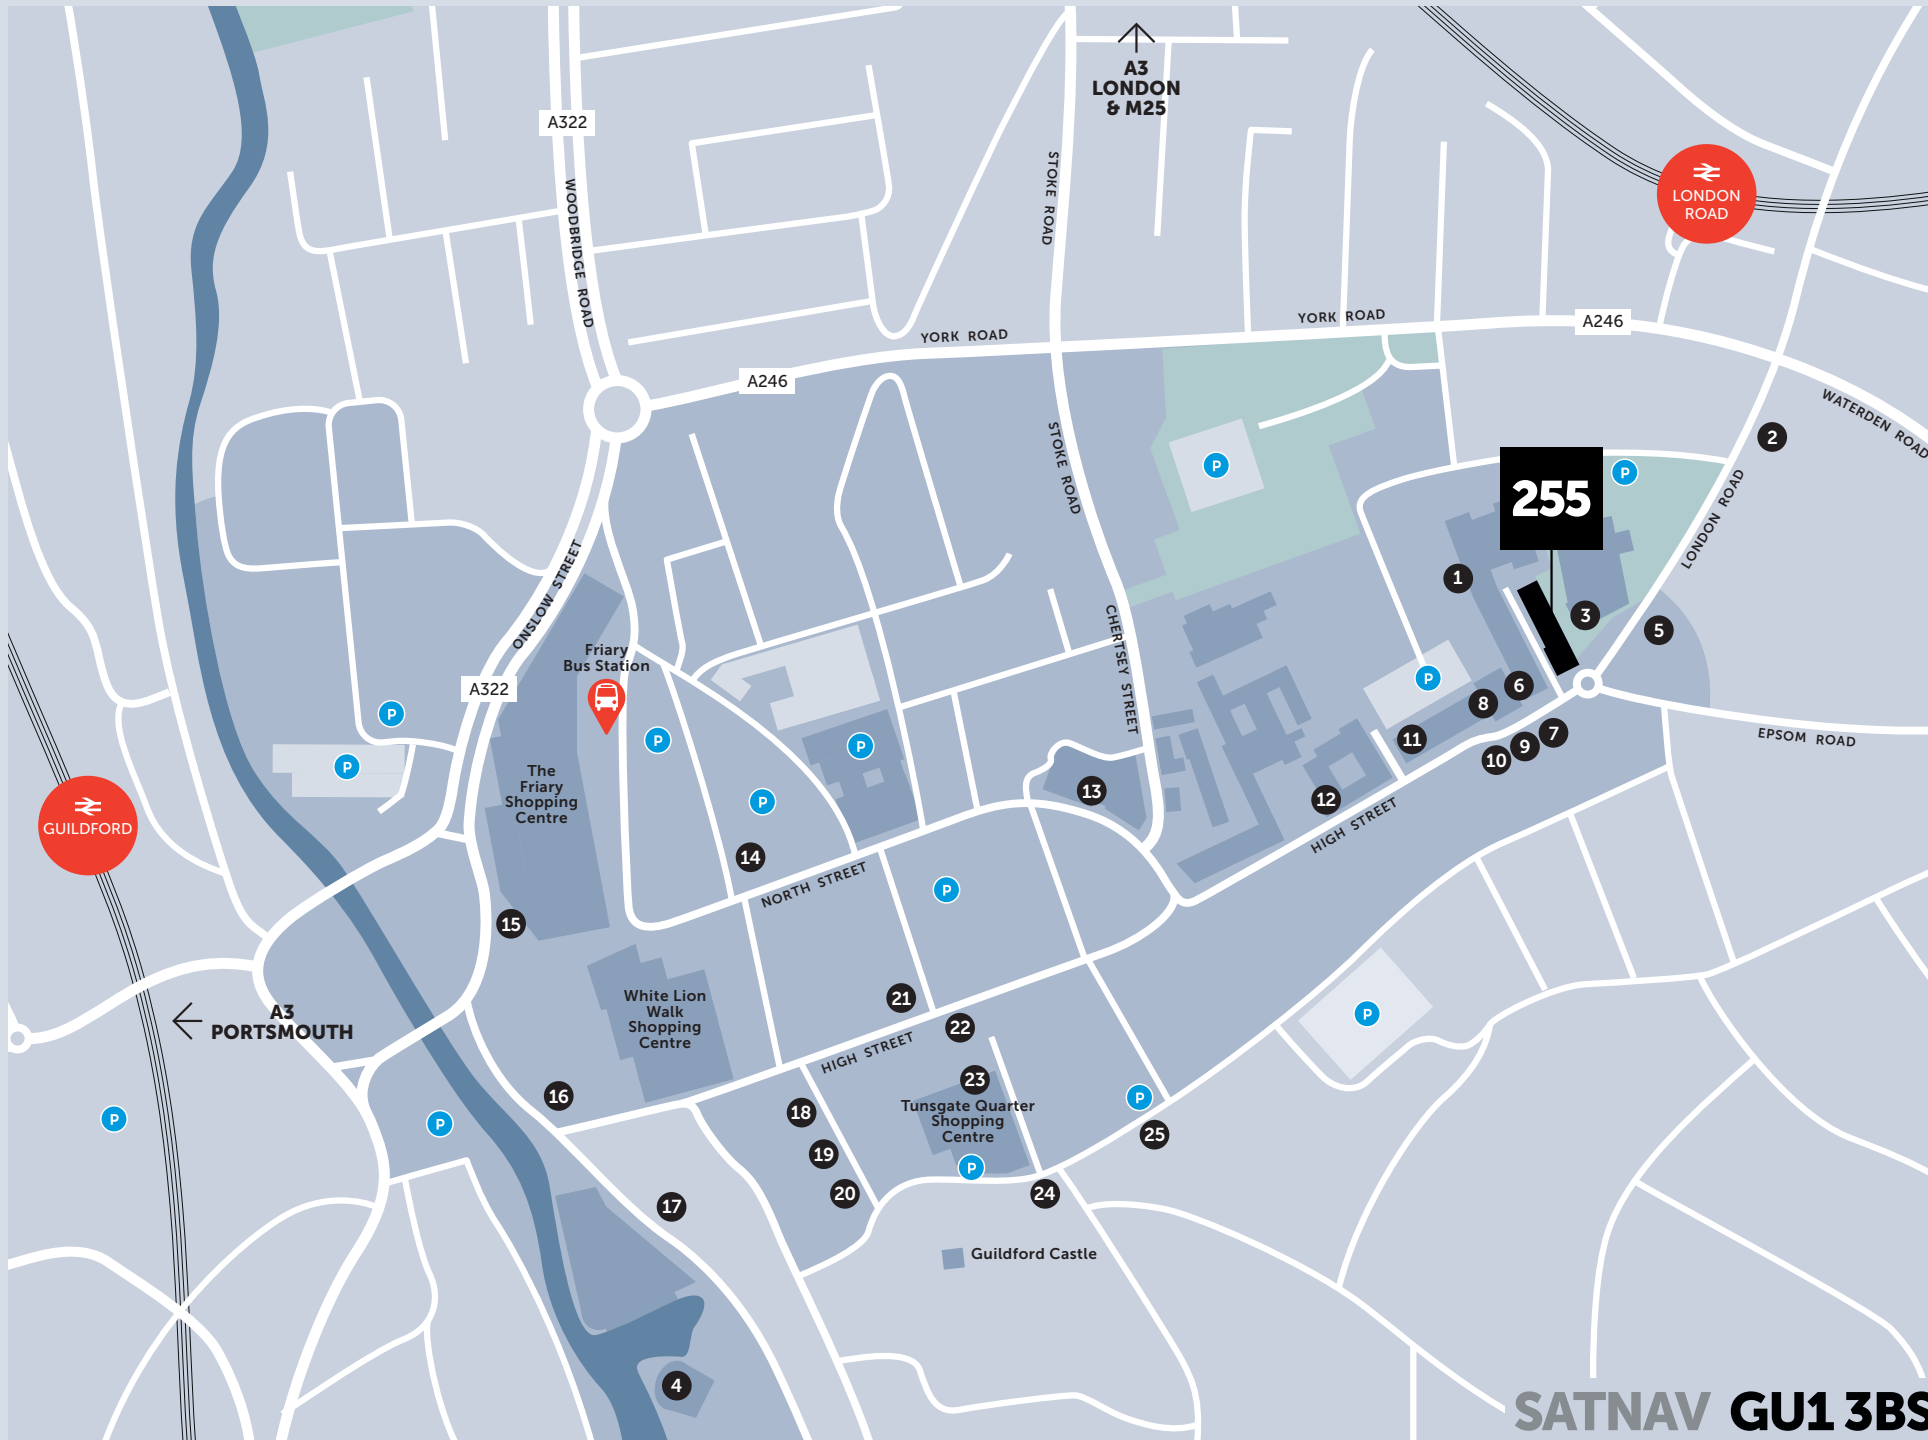 A3
LONDON
& M25
A322
WOODBRIDGE ROAD
STOKE ROAD
LONDON
ROAD
YORK ROAD
YORK ROAD
A246
A246
WATERDEN ROAD
2
STOKE ROAD
P
255
P
LONDON ROAD
ONSLOW STREET
1
3
5
CHERTSEY STREET
Friary
Bus Station
A322
P
P
P
P
P
6
8
7
9
10
11
EPSOM ROAD
The
Friary
Shopping
Centre
GUILDFORD
P
13
12
HIGH STREET
14
NORTH STREET
P
15
White Lion
Walk
Shopping
Centre
21
22
HIGH STREET
P
A3
PORTSMOUTH
P
P
16
18
19
20
23
Tunsgate Quarter
Shopping
Centre
P
P
25
24
17
Guildford Castle
4
SATNAV GU1 3BS